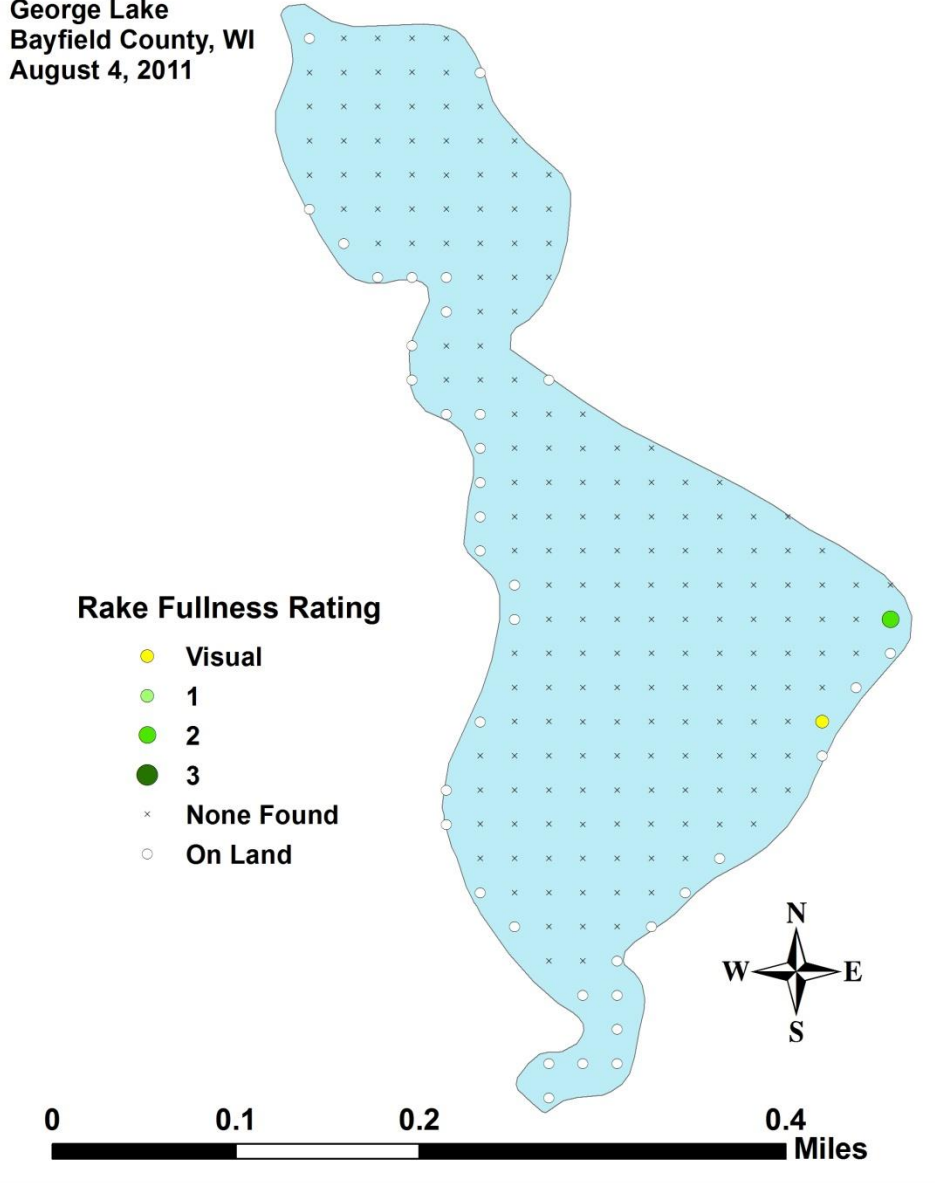 George Lake
Bayfield County, WI
August 4, 2011
Rake Fullness Rating
Visual
1
2
3
None Found
On Land
N
W E
S
0 0.1 0.2 0.4
Miles